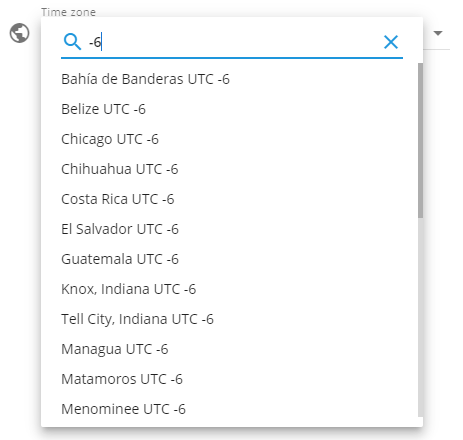 Time zone
-6
Bahía de Banderas UTC -6
Belize UTC -6
Chicago UTC -6
Chihuahua UTC -6
Costa Rica UTC -6
El Salvador UTC -6
Guatemala UTC -6
Knox, Indiana UTC -6
Tell City, Indiana UTC -6
Managua UTC -6
Matamoros UTC -6
Menominee UTC -6